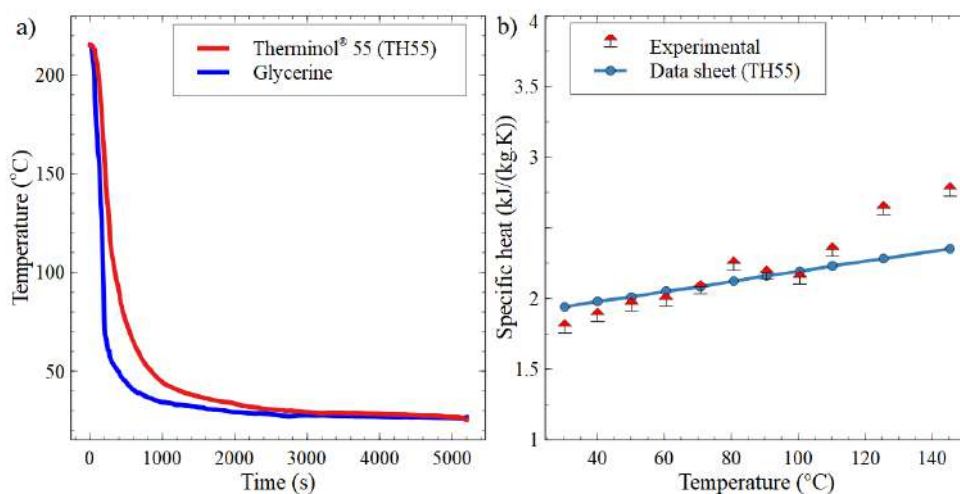 a)
Therminol® 55 (TH55)
Glycerine
200
150
100
50
Temperature (°C)
0 1000 2000 3000 4000 5000
Time (s)
b)
Experimental
Data sheet (TH55)
4
3.5
3
2.5
2
1.5
1
Specific heat (kJ/(kg.K))
40 60 80 100 120 140
Temperature (°C)